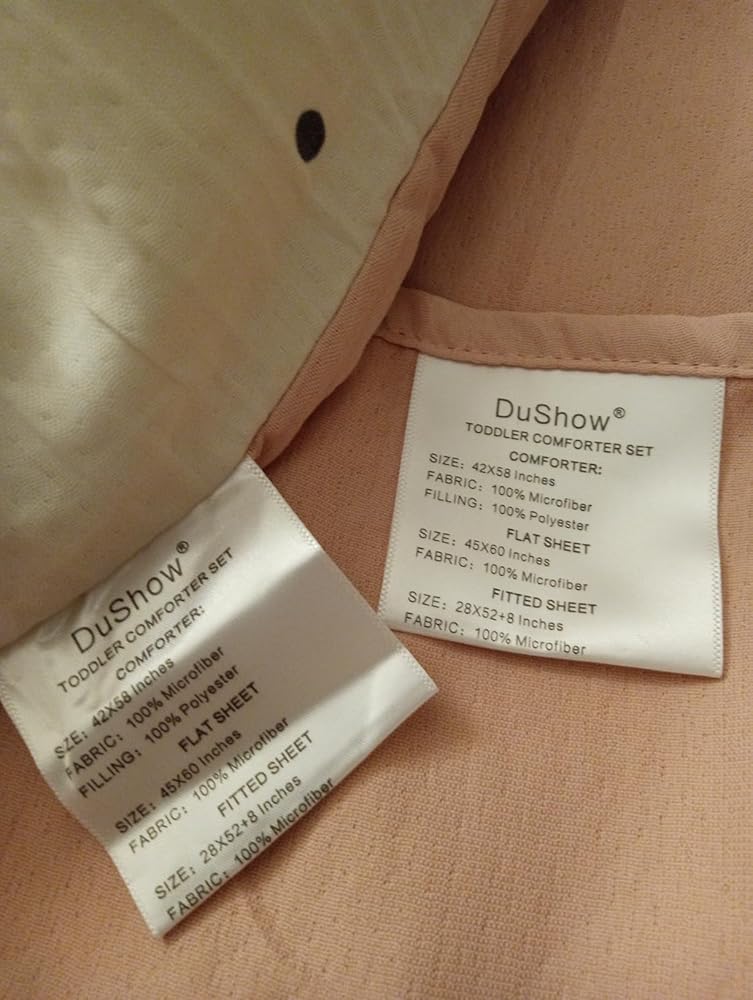 DuShow®
TODDLER COMFORTER SET
COMFORTER:
SIZE: 42X58 Inches
FABRIC: 100% Microfiber
FILLING: 100% Polyester
FLAT SHEET
SIZE: 45X60 Inches
FABRIC: 100% Microfiber
FITTED SHEET
SIZE: 28X52+8 Inches
FABRIC: 100% Microfiber
DuShow®
TODDLER COMFORTER SET
COMFORTER:
SIZE: 42X58 Inches
FABRIC: 100% Microfiber
FILLING: 100% Polyester
FLAT SHEET
SIZE: 45X60 Inches
FABRIC: 100% Microfiber
FITTED SHEET
SIZE: 28X52+8 Inches
FABRIC: 100% Microfiber